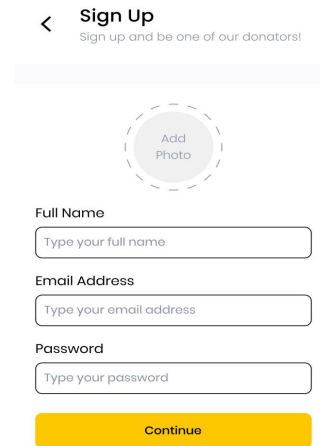 Sign Up
Sign up and be one of our donators!
Add
Photo
Full Name
Type your full name
Email Address
Type your email address
Password
Type your password
Continue